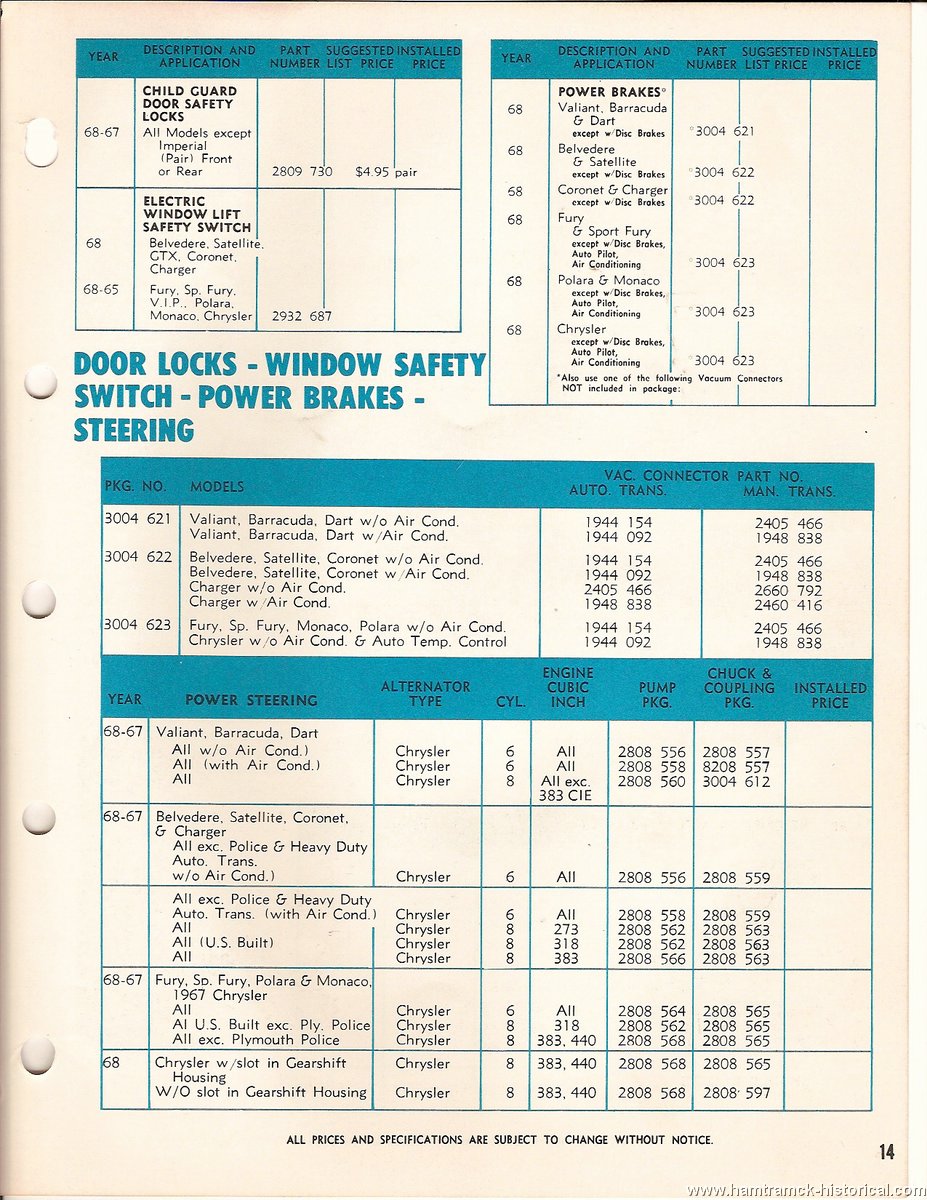 YEAR DESCRIPTION AND APPLICATION PART NUMBER SUGGESTED LIST PRICE INSTALLED PRICE
CHILD GUARD
DOOR SAFETY
LOCKS
68-67 All Models except
Imperial
(Pair) Front
or Rear 2809 730 $4.95 pair
ELECTRIC
WINDOW LIFT
SAFETY SWITCH
68 Belvedere, Satellite,
GTX, Coronet,
Charger
68-65 Fury, Sp. Fury,
V.I.P., Polara,
Monaco, Chrysler 2932 687
YEAR DESCRIPTION AND APPLICATION PART NUMBER SUGGESTED LIST PRICE INSTALLED PRICE
POWER BRAKES°
68 Valiant, Barracuda
& Dart
except w/Disc Brakes °3004 621
68 Belvedere
& Satellite
except w/Disc Brakes °3004 622
68 Coronet & Charger
except w/Disc Brakes °3004 622
68 Fury
& Sport Fury
except w/Disc Brakes,
Auto Pilot,
Air Conditioning °3004 623
68 Polara & Monaco
except w/Disc Brakes,
Auto Pilot,
Air Conditioning °3004 623
68 Chrysler
except w/Disc Brakes,
Auto Pilot,
Air Conditioning °3004 623
°Also use one of the following Vacuum Connectors
NOT included in package:
DOOR LOCKS - WINDOW SAFETY
SWITCH - POWER BRAKES -
STEERING
PKG. NO. MODELS VAC. CONNECTOR PART NO.
AUTO. TRANS. MAN. TRANS.
3004 621 Valiant, Barracuda, Dart w/o Air Cond. 1944 154 2405 466
Valiant, Barracuda, Dart w/Air Cond. 1944 092 1948 838
3004 622 Belvedere, Satellite, Coronet w/o Air Cond. 1944 154 2405 466
Belvedere, Satellite, Coronet w/Air Cond. 1944 092 1948 838
Charger w/o Air Cond. 2405 466 2660 792
Charger w/Air Cond. 1948 838 2460 416
3004 623 Fury, Sp. Fury, Monaco, Polara w/o Air Cond. 1944 154 2405 466
Chrysler w/o Air Cond. & Auto Temp. Control 1944 092 1948 838
YEAR POWER STEERING ALTERNATOR TYPE CYL. ENGINE CUBIC INCH PUMP PKG. CHUCK & COUPLING PKG. INSTALLED PRICE
68-67 Valiant, Barracuda, Dart
All w/o Air Cond.) Chrysler 6 All 2808 556 2808 557
All (with Air Cond.) Chrysler 6 All 2808 558 8208 557
All Chrysler 8 All exc. 2808 560 3004 612
383 CIE
68-67 Belvedere, Satellite, Coronet,
& Charger
All exc. Police & Heavy Duty
Auto. Trans.
w/o Air Cond.) Chrysler 6 All 2808 556 2808 559
All exc. Police & Heavy Duty
Auto. Trans. (with Air Cond.) Chrysler 6 All 2808 558 2808 559
All Chrysler 8 273 2808 562 2808 563
All (U.S. Built) Chrysler 8 318 2808 562 2808 563
All Chrysler 8 383 2808 566 2808 563
68-67 Fury, Sp. Fury, Polara & Monaco,
1967 Chrysler
All Chrysler 6 All 2808 564 2808 565
Al U.S. Built exc. Ply. Police Chrysler 8 318 2808 562 2808 565
All exc. Plymouth Police Chrysler 8 383, 440 2808 568 2808 565
68 Chrysler w/slot in Gearshift Chrysler 8 383, 440 2808 568 2808 565
Housing
W/O slot in Gearshift Housing Chrysler 8 383, 440 2808 568 2808 597
ALL PRICES AND SPECIFICATIONS ARE SUBJECT TO CHANGE WITHOUT NOTICE.
14
www.hamtramck-historical.com